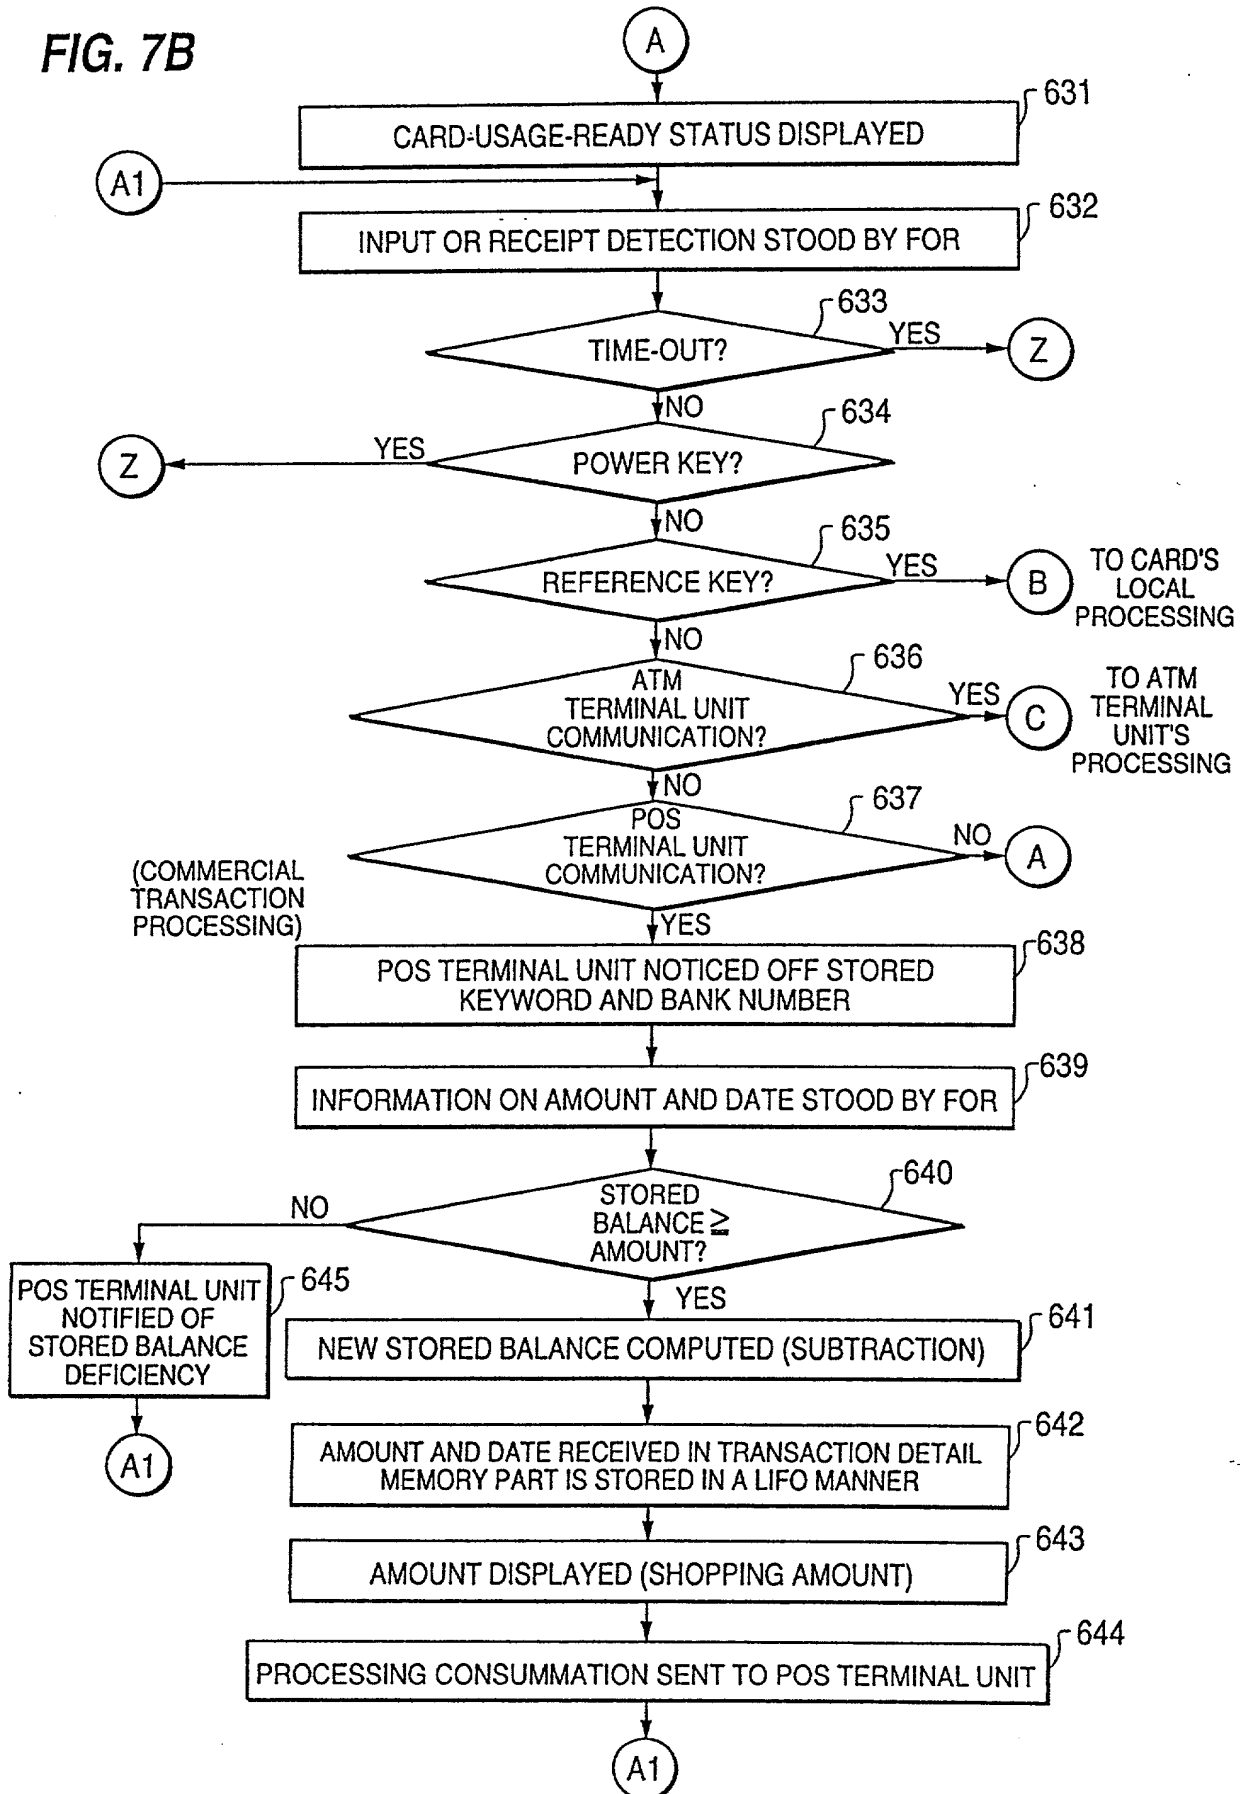 FIG. 7B
A
631
CARD-USAGE-READY STATUS DISPLAYED
A1
632
INPUT OR RECEIPT DETECTION STOOD BY FOR
633
TIME-OUT?
YES
Z
NO
634
Z
YES
POWER KEY?
NO
635
REFERENCE KEY?
YES
B
TO CARD'S
LOCAL
PROCESSING
NO
636
ATM
TERMINAL UNIT
COMMUNICATION?
YES
C
TO ATM
TERMINAL
UNIT'S
PROCESSING
NO
637
POS
TERMINAL UNIT
COMMUNICATION?
NO
A
(COMMERCIAL
TRANSACTION
PROCESSING)
YES
638
POS TERMINAL UNIT NOTICED OFF STORED
KEYWORD AND BANK NUMBER
639
INFORMATION ON AMOUNT AND DATE STOOD BY FOR
640
STORED
BALANCE ≧
AMOUNT?
NO
645
POS TERMINAL UNIT
NOTIFIED OF
STORED BALANCE
DEFICIENCY
A1
YES
641
NEW STORED BALANCE COMPUTED (SUBTRACTION)
642
AMOUNT AND DATE RECEIVED IN TRANSACTION DETAIL
MEMORY PART IS STORED IN A LIFO MANNER
643
AMOUNT DISPLAYED (SHOPPING AMOUNT)
644
PROCESSING CONSUMMATION SENT TO POS TERMINAL UNIT
A1